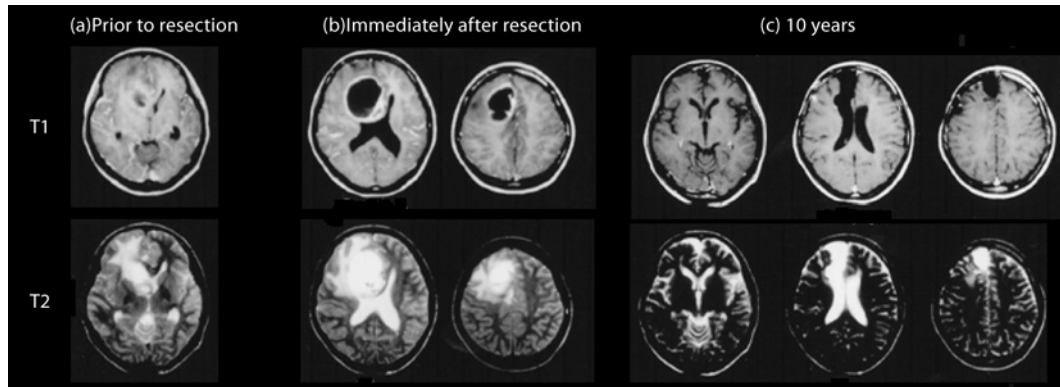 (a)Prior to resection
(b)Immediately after resection
(c) 10 years
T1
T2